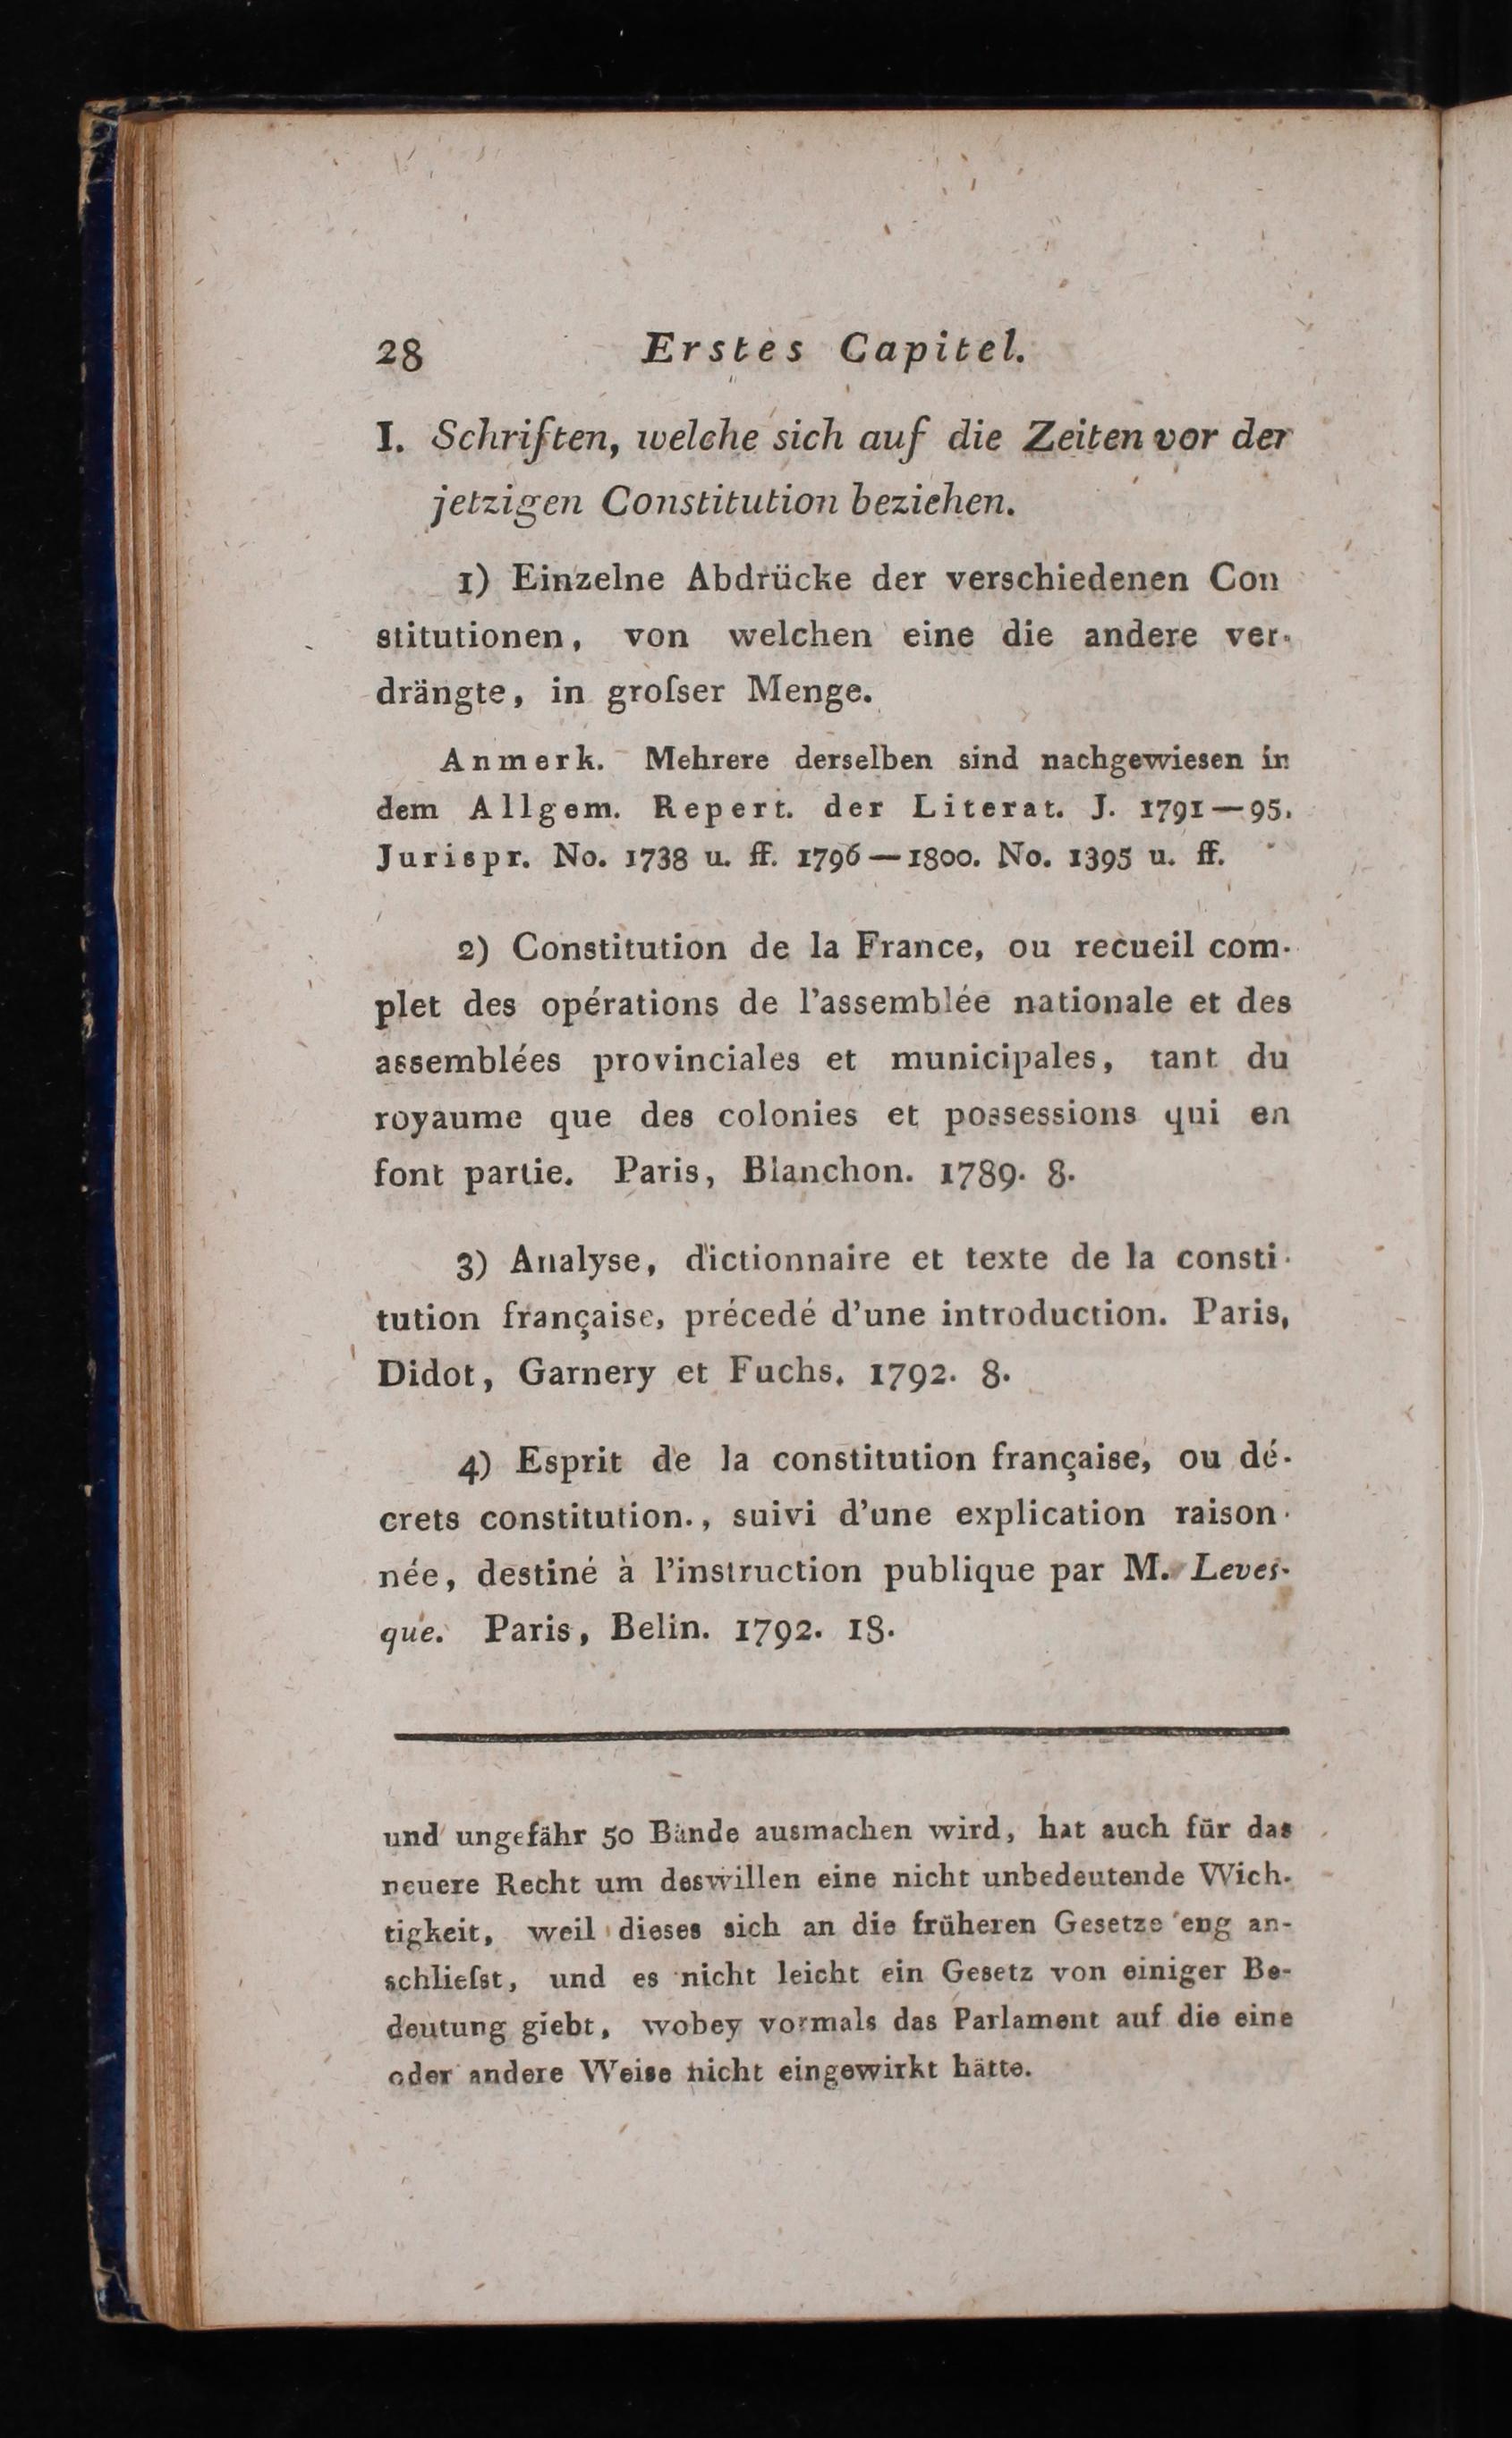 28 Erstes Capitel.
I. Schriften, welche sich auf die Zeiten vor der
jetzigen Constitution beziehen.
1) Einzelne Abdrücke der verschiedenen Con
stitutionen, von welchen eine die andere ver-
drängte, in groſser Menge.
Anmerk. Mehrere derselben sind nachgewiesen in
dem Allgem. Repert. der Literat. J. 1791—95.
Jurispr. No. 1738 u. ff. 1796—1800. No. 1395 u. ff.
2) Constitution de la France, ou recueil com-
plet des opérations de l'assemblée nationale et des
assemblées provinciales et municipales, tant du
royaume que des colonies et possessions qui en
font partie. Paris, Blanchon. 1789. 8.
3) Analyse, dictionnaire et texte de la consti-
tution française, précedé d'une introduction. Paris,
Didot, Garnery et Fuchs. 1792. 8.
4) Esprit de la constitution française, ou dé-
crets constitution., suivi d'une explication raison-
née, destiné à l'instruction publique par M. Leves-
que. Paris, Belin. 1792. 18.
und ungefähr 50 Bände ausmachen wird, hat auch für das
neuere Recht um deswillen eine nicht unbedeutende Wich-
tigkeit, weil dieses sich an die früheren Gesetze eng an-
schlieſst, und es nicht leicht ein Gesetz von einiger Be-
deutung giebt, wobey vormals das Parlament auf die eine
oder andere Weise nicht eingewirkt hätte.